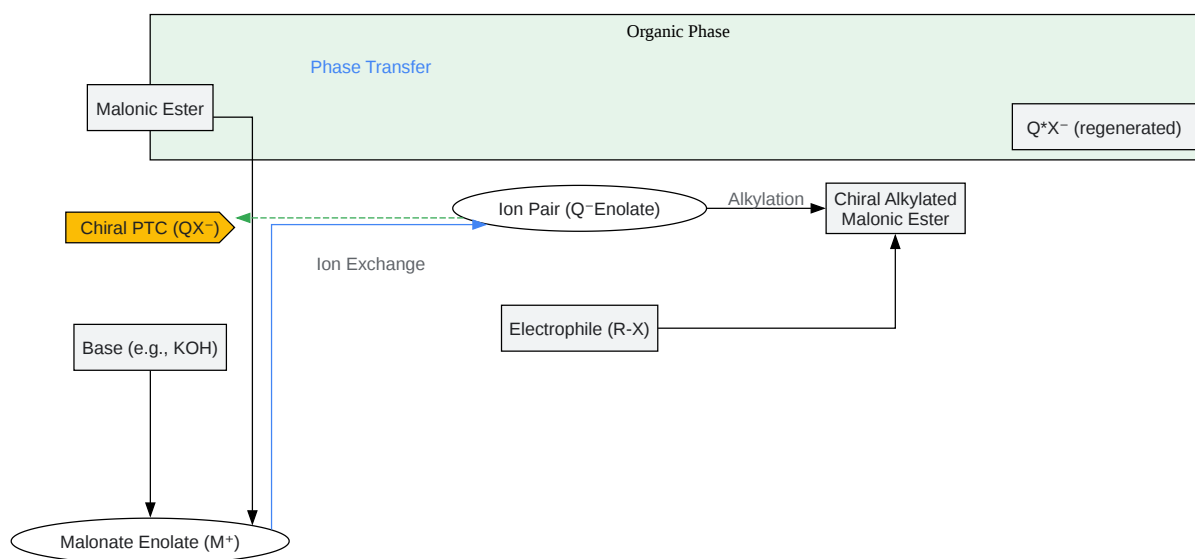 Organic Phase
Phase Transfer
Malonic Ester
Q*X⁻ (regenerated)
Chiral PTC (QX⁻)
Ion Pair (Q⁻Enolate)
Alkylation
Chiral Alkylated
Malonic Ester
Ion Exchange
Electrophile (R-X)
Base (e.g., KOH)
Malonate Enolate (M⁺)